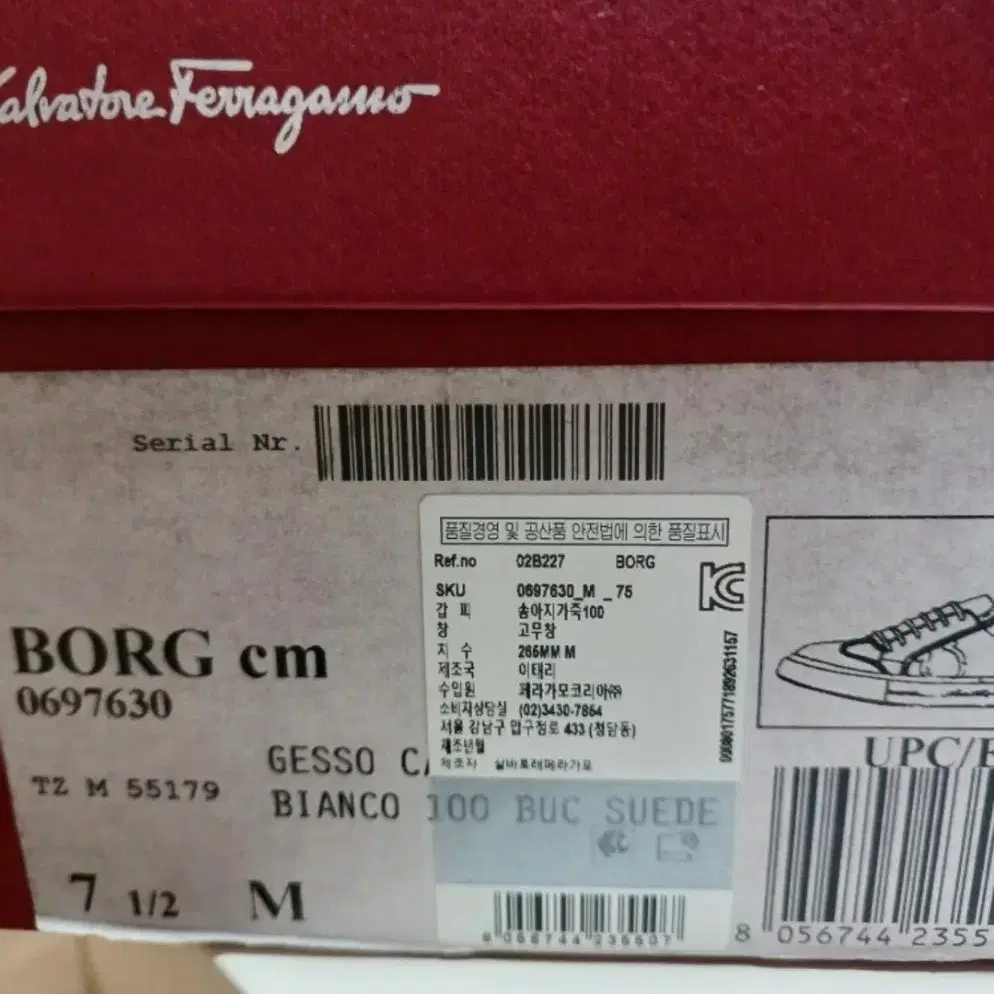 Salvatore Ferragamo
Serial Nr.
품질경영 및 공산품 안전법에 의한 품질표시
Ref.no 02B227 BORG
SKU 0697630_M _ 75
갑 피 송아지가죽100
창 고무창
치 수 265MM M
제조국 이태리
수입원 페라가모코리아㈜
소비자상담실 (02)3430-7854
서울 강남구 압구정로 433 (청담동)
제조년월
제조자 살바토레페라가모
KC
BORG cm
0697630
GESSO CA
TZ M 55179
BIANCO 100 BUC SUEDE
7 1/2 M
8 056744 235507
UPC/E
8 056744 2355